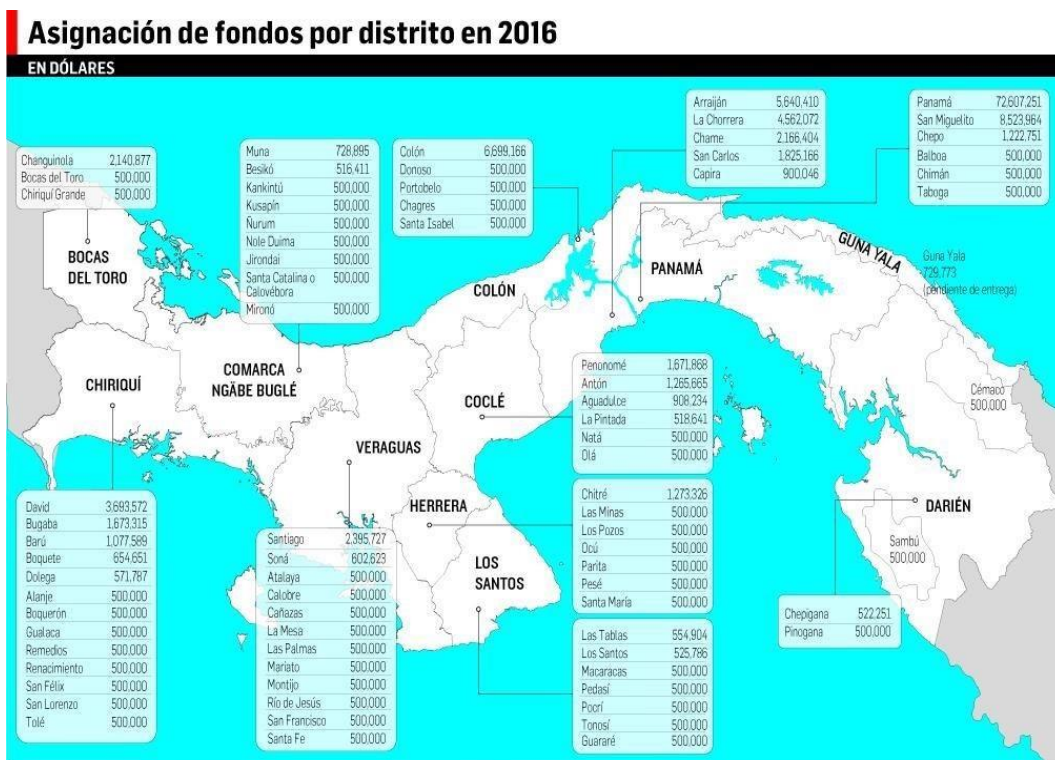 Asignación de fondos por distrito en 2016
EN DÓLARES
Changuinola 2,140,877
Bocas del Toro 500,000
Chiriquí Grande 500,000
BOCAS
DEL TORO
Muna 728,895
Besikó 516,411
Kankintú 500,000
Kusapín 500,000
Ñurum 500,000
Nole Duima 500,000
Jirondai 500,000
Santa Catalina o 500,000
Calovébora
Mironó 500,000
COMARCA
NGÄBE BUGLÉ
Colón 6,699,166
Donoso 500,000
Portobelo 500,000
Chagres 500,000
Santa Isabel 500,000
COLÓN
Arraiján 5,640,410
La Chorrera 4,562,072
Chame 2,166,404
San Carlos 1,825,166
Capira 900,046
Panamá 72,607,251
San Miguelito 8,523,964
Chepo 1,222,751
Balboa 500,000
Chimán 500,000
Taboga 500,000
PANAMÁ
GUNA YALA
Guna Yala
729,773
(pendiente de entrega)
CHIRIQUÍ
David 3,693,572
Bugaba 1,673,315
Barú 1,077,589
Boquete 654,651
Dolega 571,787
Alanje 500,000
Boquerón 500,000
Gualaca 500,000
Remedios 500,000
Renacimiento 500,000
San Félix 500,000
San Lorenzo 500,000
Tolé 500,000
VERAGUAS
Santiago 2,395,727
Soná 602,623
Atalaya 500,000
Calobre 500,000
Cañazas 500,000
La Mesa 500,000
Las Palmas 500,000
Mariato 500,000
Montijo 500,000
Río de Jesús 500,000
San Francisco 500,000
Santa Fe 500,000
COCLÉ
Penonomé 1,671,868
Antón 1,265,665
Aguadulce 908,234
La Pintada 518,641
Natá 500,000
Olá 500,000
HERRERA
Chitré 1,273,326
Las Minas 500,000
Los Pozos 500,000
Ocú 500,000
Parita 500,000
Pesé 500,000
Santa María 500,000
LOS
SANTOS
Las Tablas 554,904
Los Santos 525,786
Macaracas 500,000
Pedasí 500,000
Pocrí 500,000
Tonosí 500,000
Guararé 500,000
Cémaco
500,000
DARIÉN
Sambú
500,000
Chepigana 522,251
Pinogana 500,000